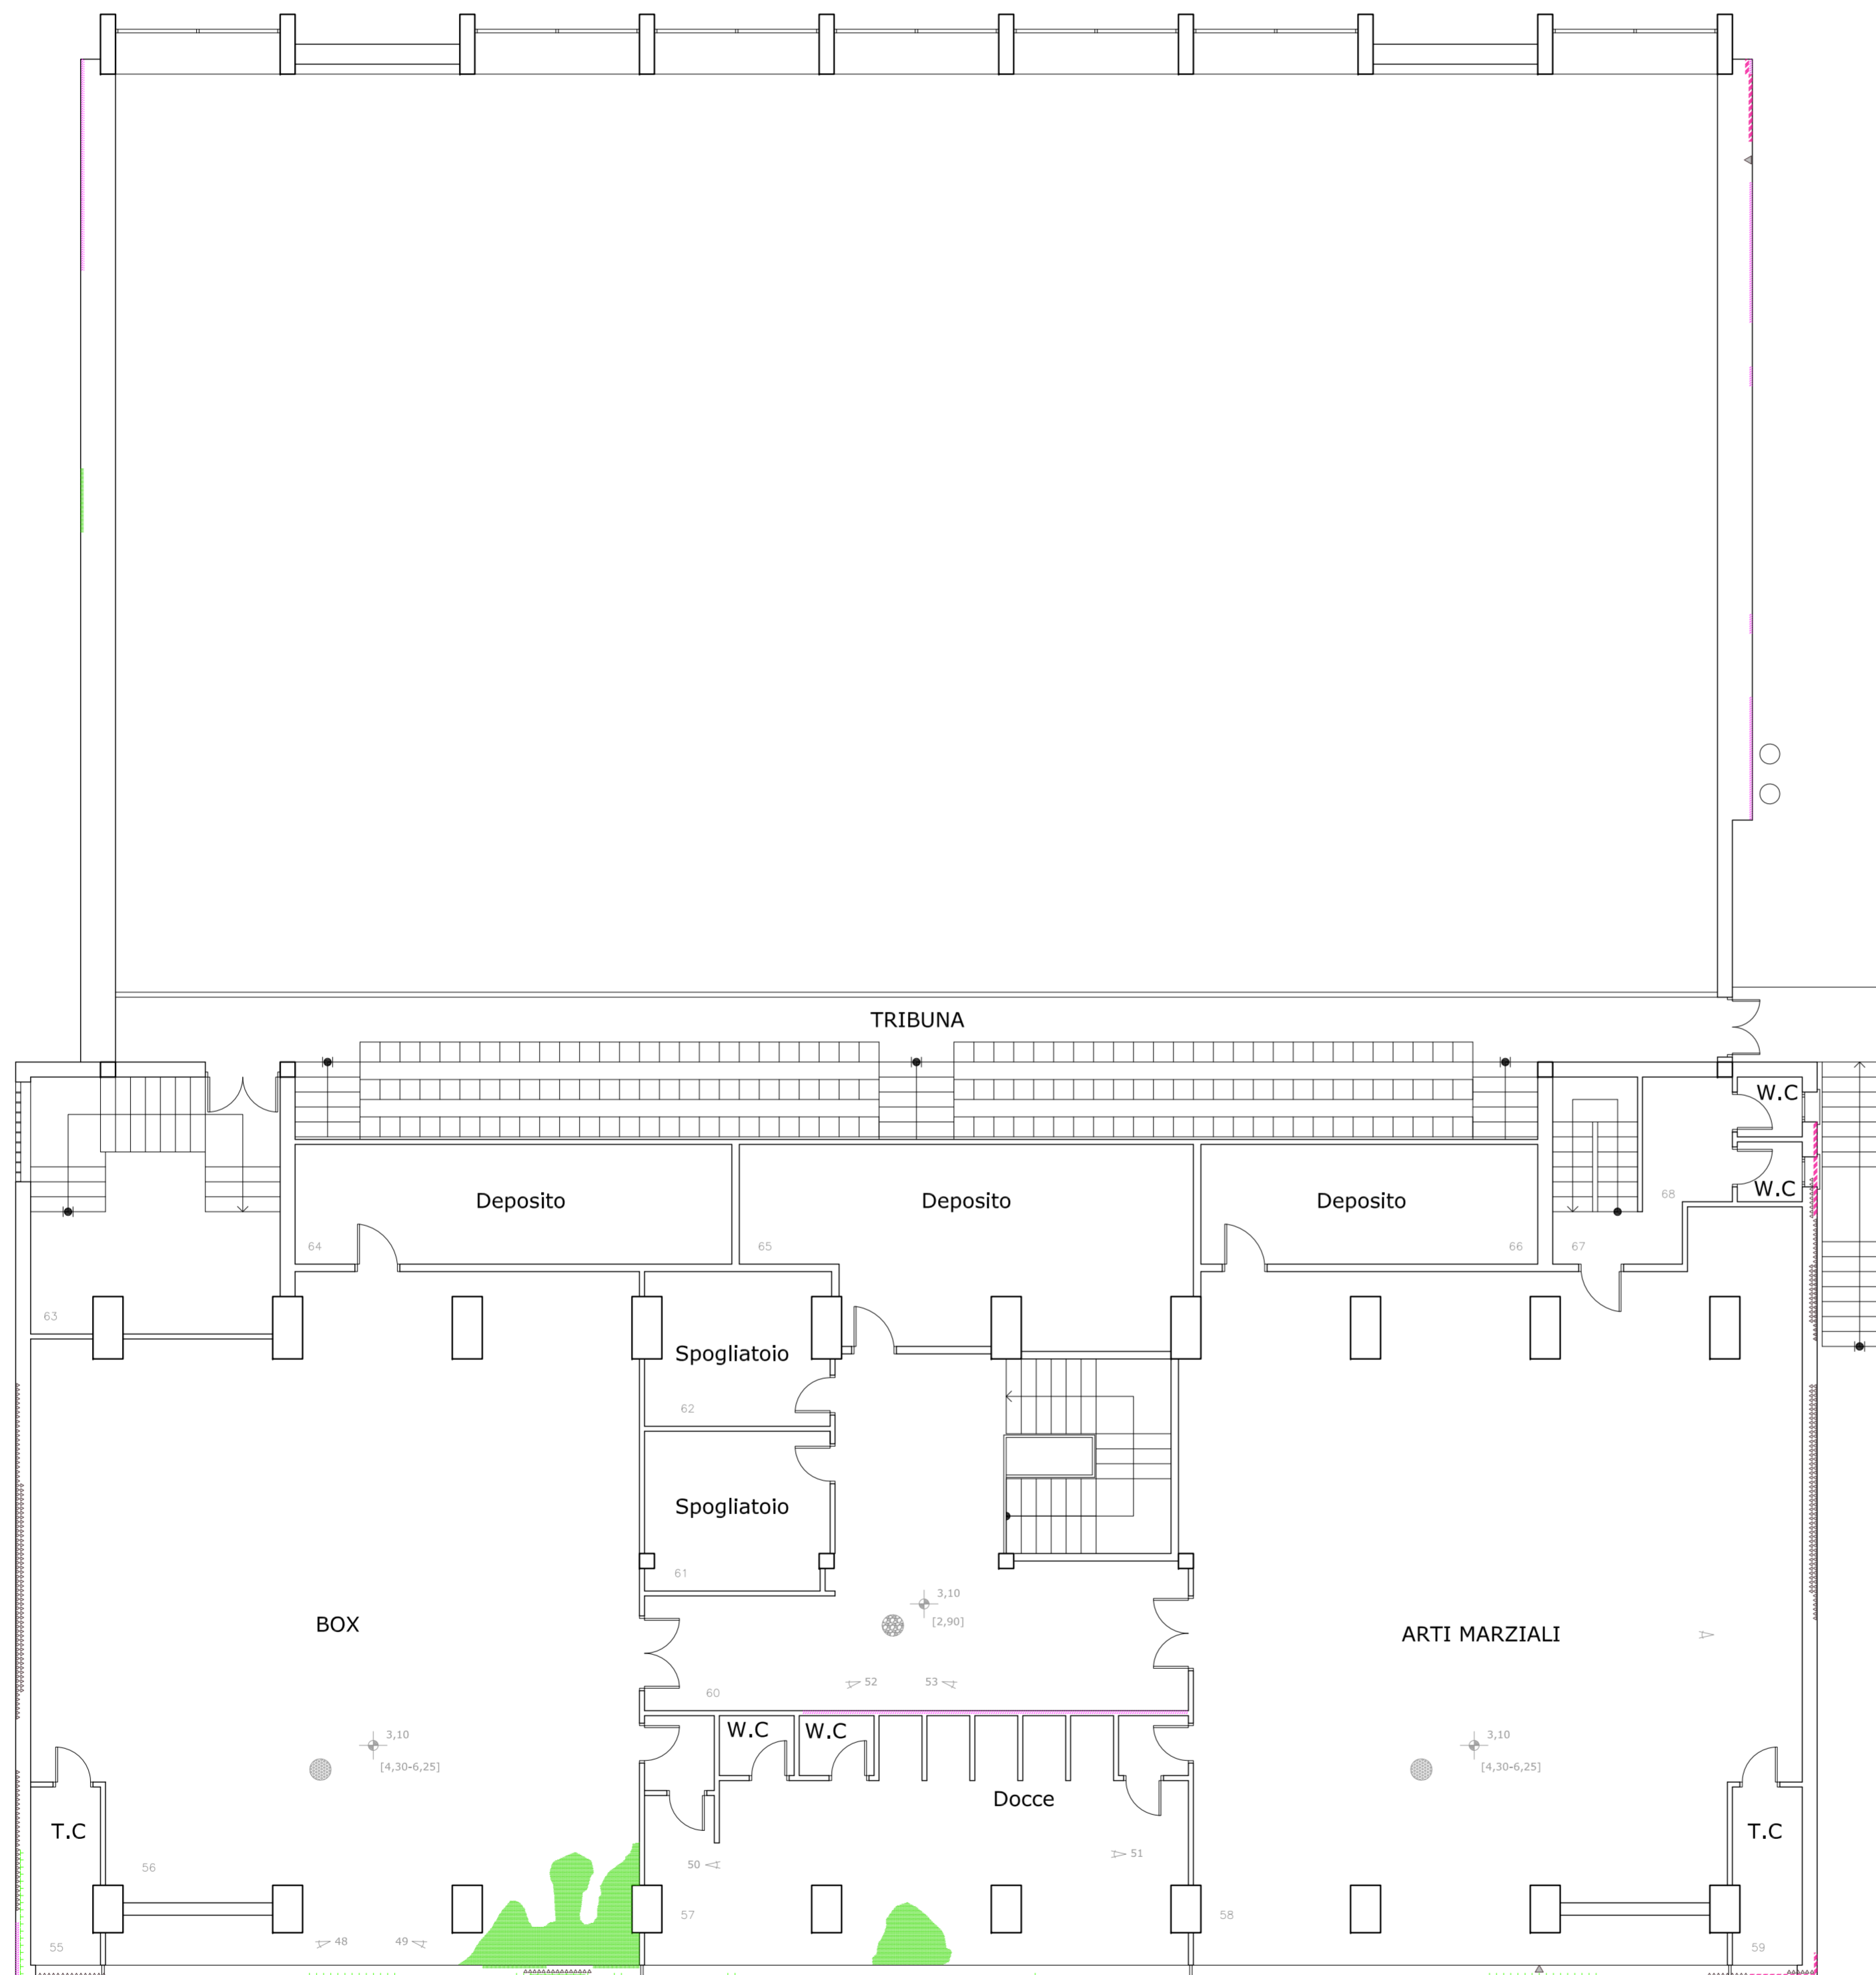 TRIBUNA
W.C
W.C
Deposito
Deposito
Deposito
68
64
65
66
67
63
Spogliatoio
62
Spogliatoio
61
3,10
[2,90]
BOX
ARTI MARZIALI
52
53
60
W.C
W.C
3,10
[4,30-6,25]
3,10
[4,30-6,25]
Docce
T.C
T.C
51
50
56
57
58
48
49
55
59